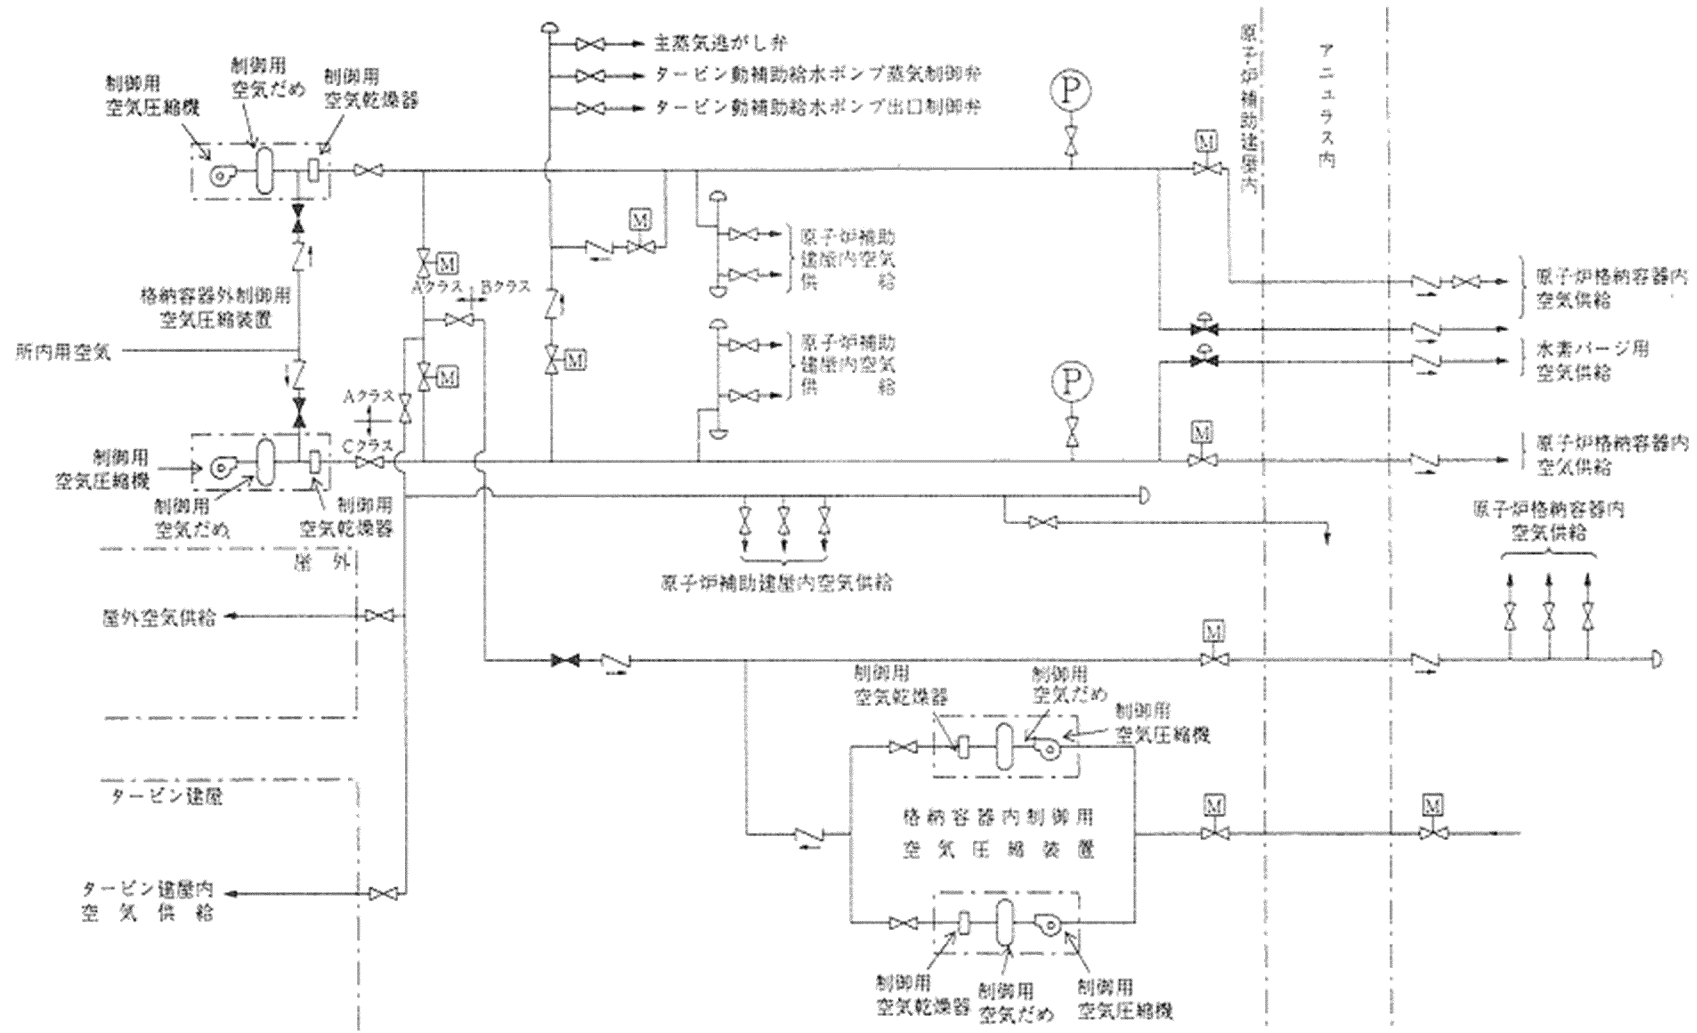 主蒸気逃がし弁
タービン動補助給水ポンプ蒸気制御弁
タービン動補助給水ポンプ出口制御弁
制御用
空気圧縮機
制御用
空気だめ
制御用
空気乾燥器
P
M
原子炉補助建屋内
アニュラス内
M
M
Aクラス
Bクラス
原子炉補助
建屋内空気
供給
原子炉格納容器内
空気供給
格納容器外制御用
空気圧縮装置
所内用空気
M
M
原子炉補助
建屋内空気
供給
P
水素パージ用
空気供給
Aクラス
Cクラス
M
原子炉格納容器内
空気供給
制御用
空気圧縮機
制御用
空気だめ
制御用
空気乾燥器
原子炉格納容器内
空気供給
屋外
原子炉補助建屋内空気供給
屋外空気供給
M
制御用
空気乾燥器
制御用
空気だめ
制御用
空気圧縮機
タービン建屋
格納容器内制御用
空気圧縮装置
M
M
タービン建屋内
空気供給
制御用
空気乾燥器
制御用
空気だめ
制御用
空気圧縮機